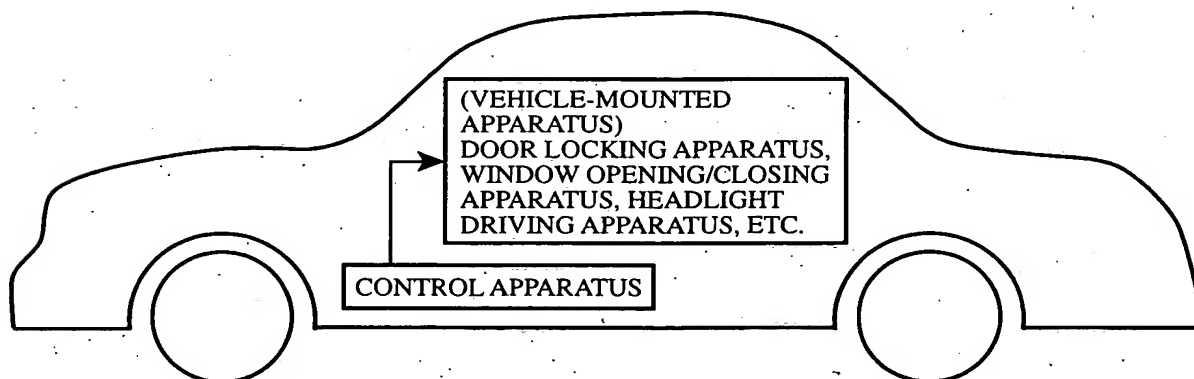 (VEHICLE-MOUNTED
APPARATUS)
DOOR LOCKING APPARATUS,
WINDOW OPENING/CLOSING
APPARATUS, HEADLIGHT
DRIVING APPARATUS, ETC.
CONTROL APPARATUS